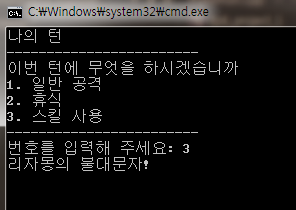 C:\Windows\system32\cmd.exe
나의 턴
------------------------
이번 턴에 무엇을 하시겠습니까
1. 일반 공격
2. 휴식
3. 스킬 사용
------------------------
번호를 입력해 주세요: 3
리자몽의 불대문자!